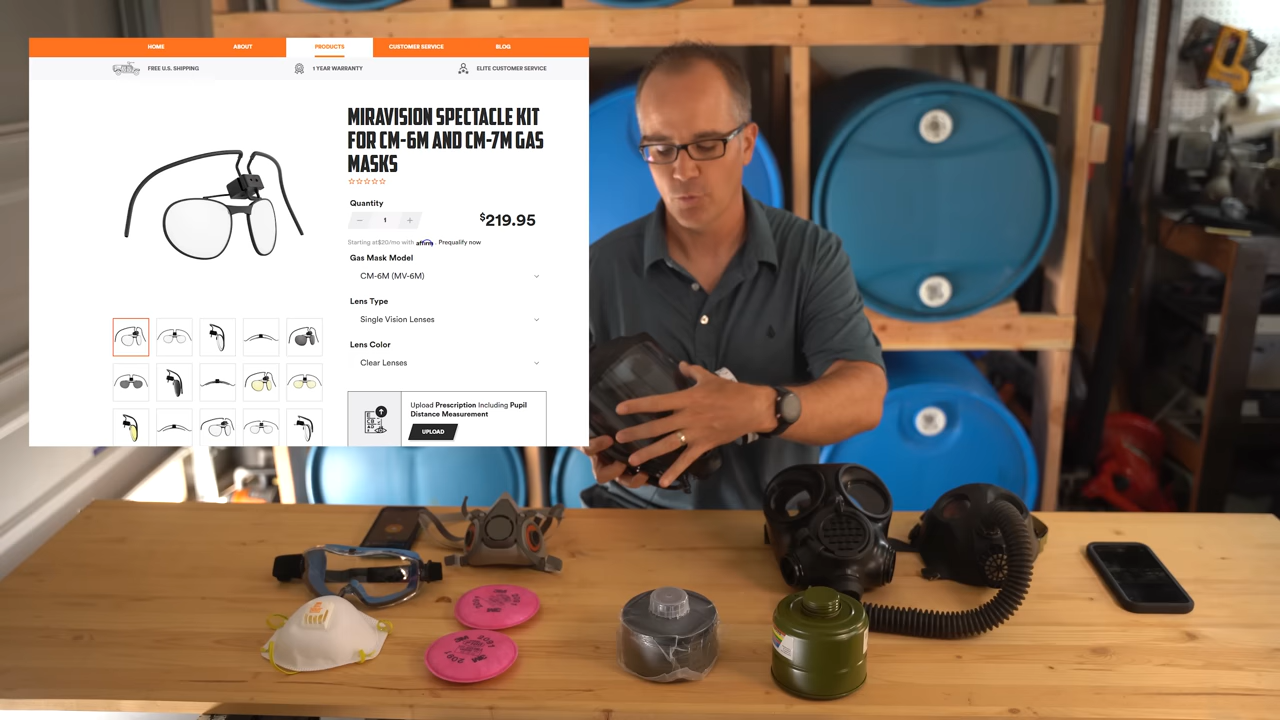 HOME ABOUT PRODUCTS CUSTOMER SERVICE BLOG
FREE U.S. SHIPPING 1 YEAR WARRANTY ELITE CUSTOMER SERVICE
MIRAVISION SPECTACLE KIT
FOR CM-6M AND CM-7M GAS
MASKS
Quantity
1
$219.95
Starting at $20/mo with affirm. Prequalify now
Gas Mask Model
CM-6M (MV-6M)
Lens Type
Single Vision Lenses
Lens Color
Clear Lenses
Upload Prescription Including Pupil
Distance Measurement
UPLOAD
2091
2091